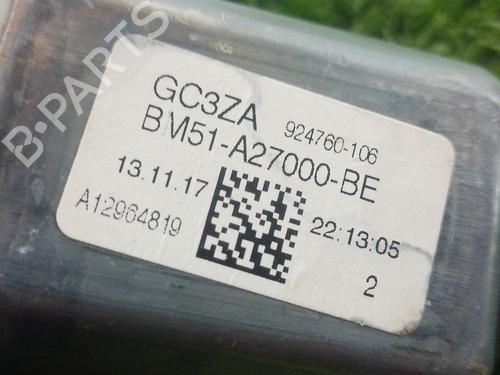 B-PARTS
GC3ZA 924760-106
BM51-A27000-BE
13.11.17
22:13:05
A12964819
2